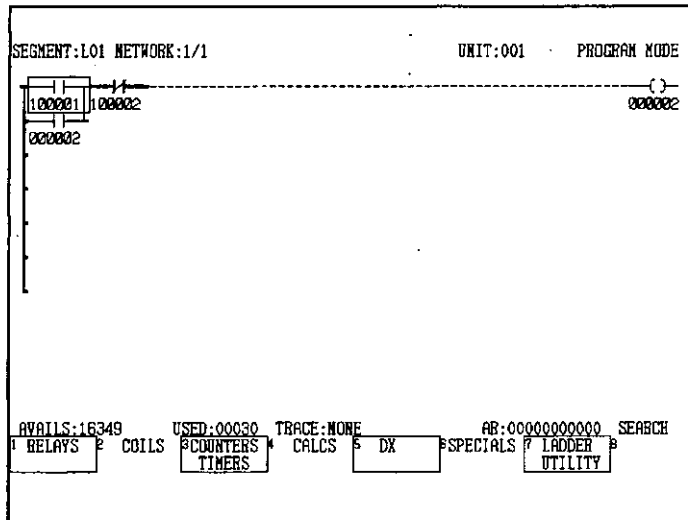 SEGMENT:L01 NETWORK:1/1 UNIT:001 PROGRAM MODE
100001 100002 000002
000002
AVAILS:16349 USED:00030 TRACE:NONE AR:00000000000 SEARCH
1 RELAYS 2 COILS 3 COUNTERS 4 CALCS 5 DX 6 SPECIALS 7 LADDER 8
TIMERS UTILITY